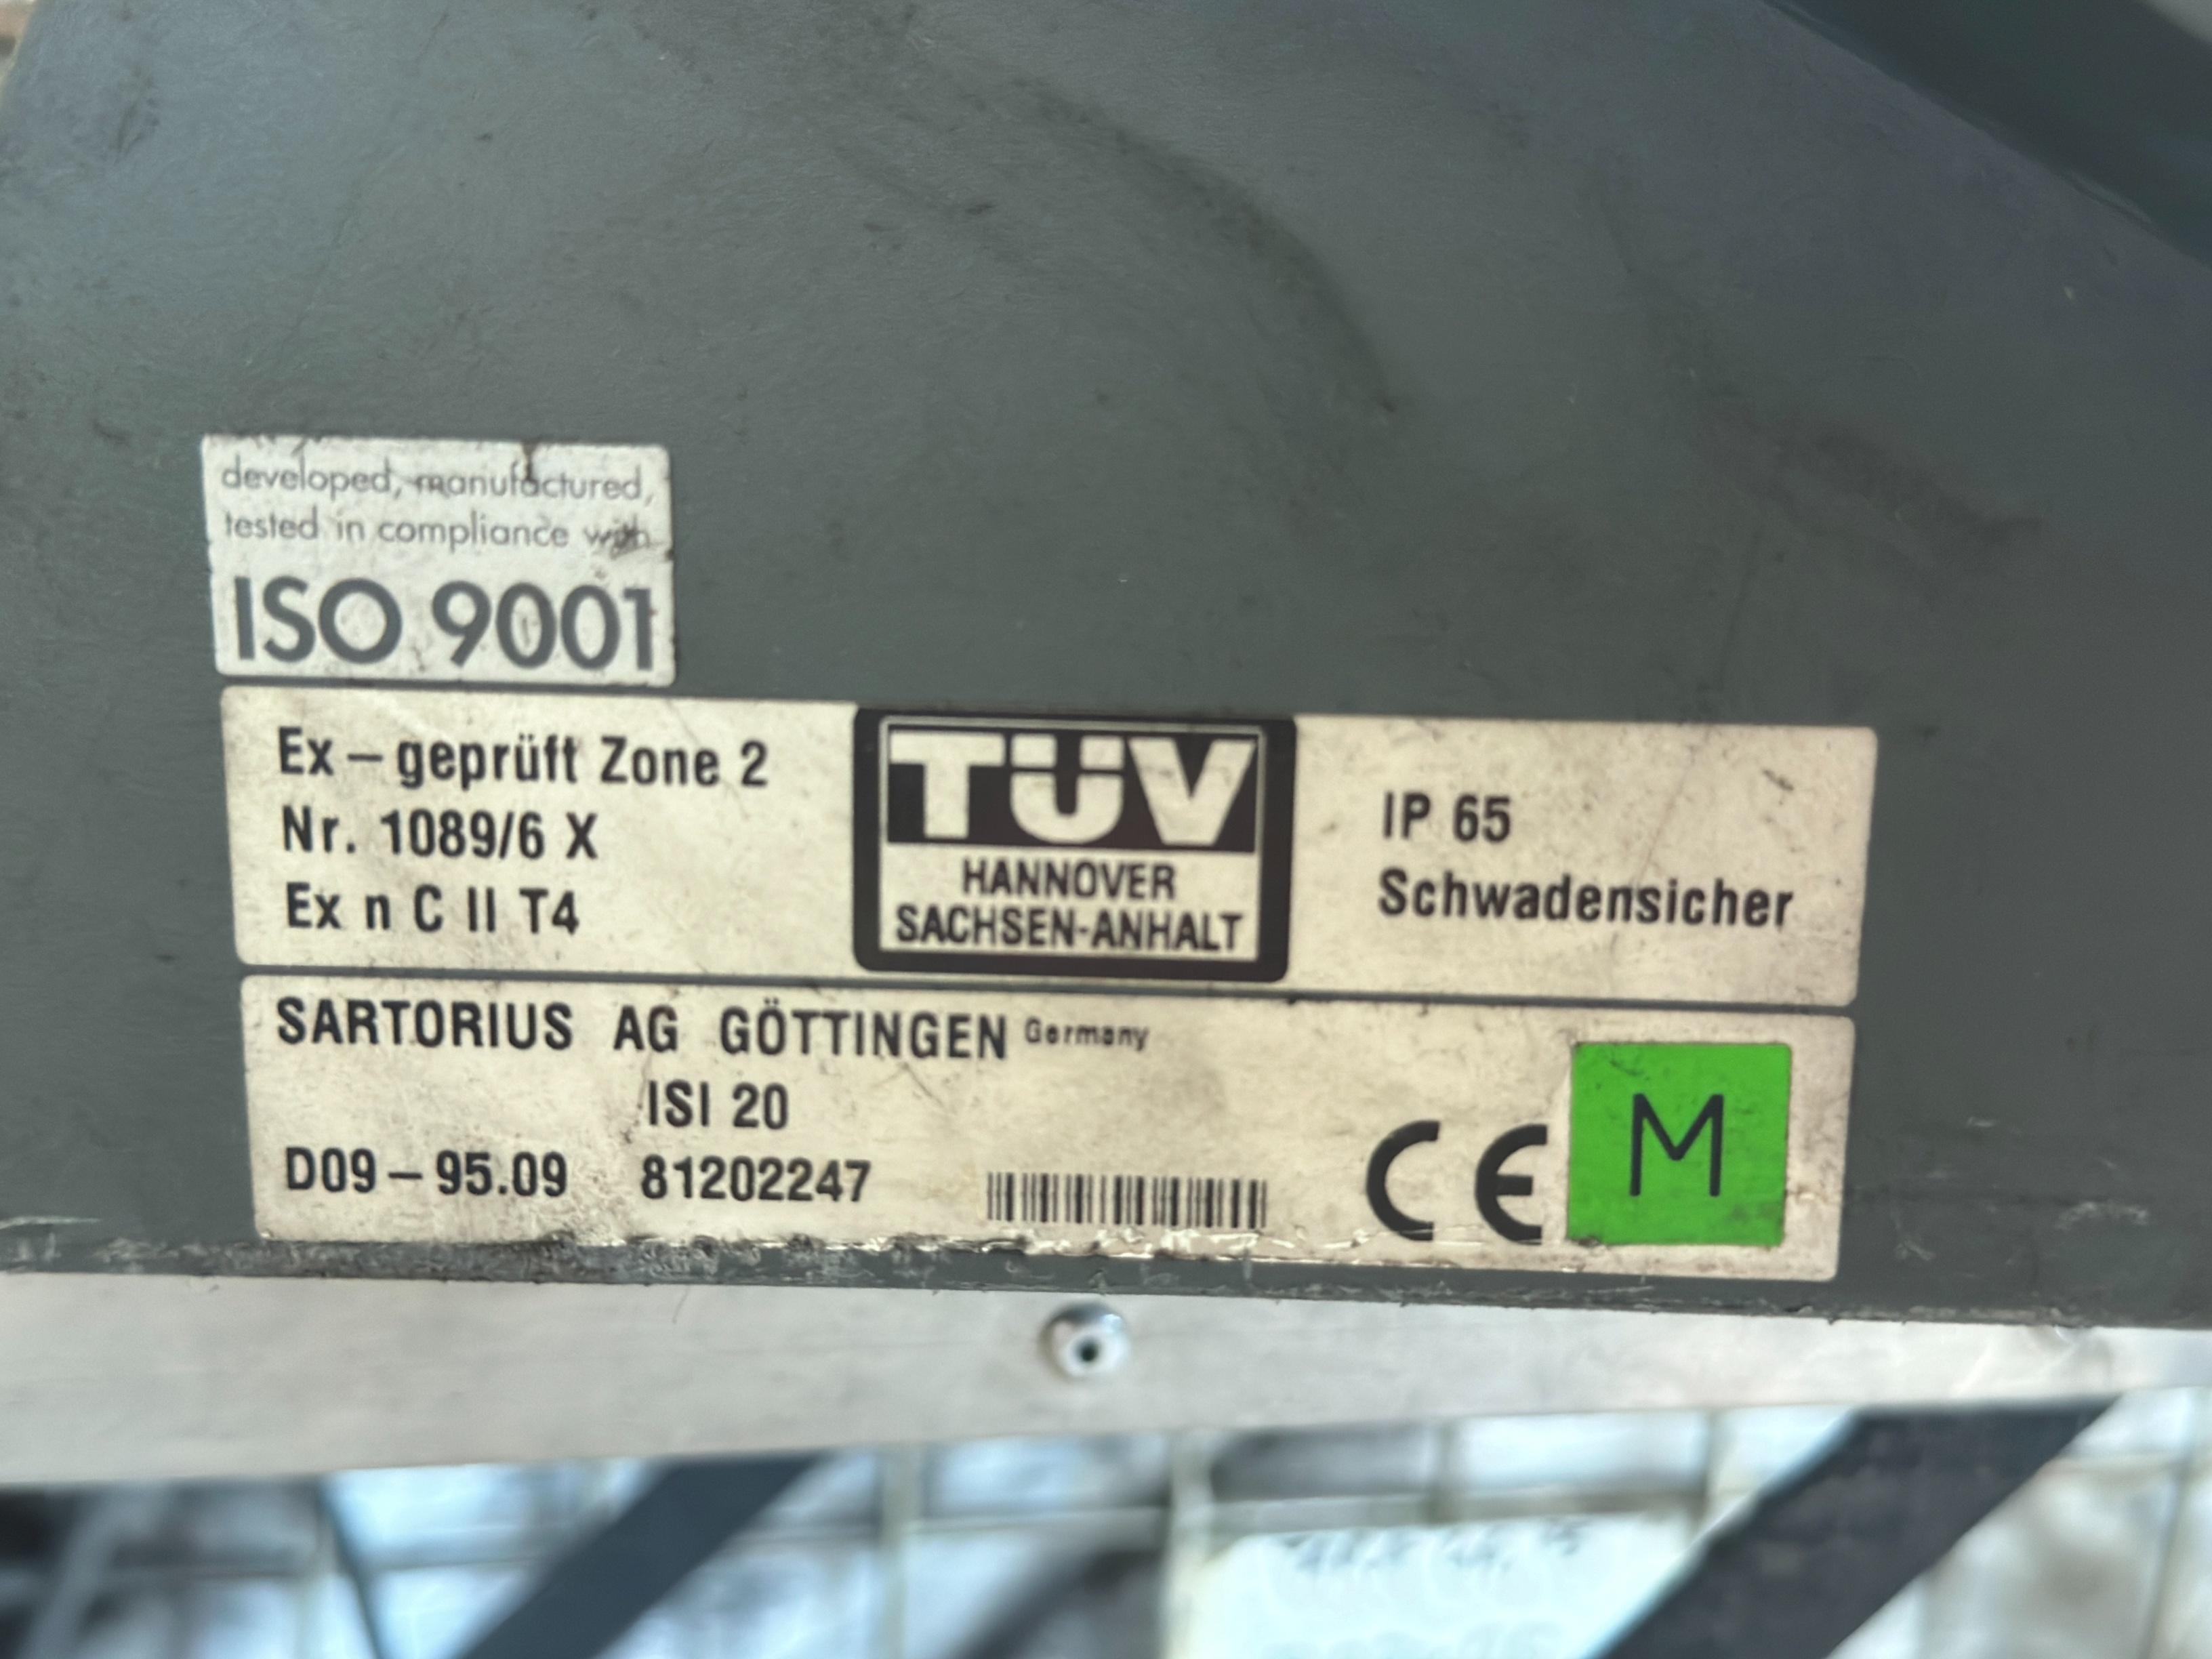 developed, manufactured,
tested in compliance with
ISO 9001
Ex – geprüft Zone 2
Nr. 1089/6 X
Ex n C II T4
TÜV
HANNOVER
SACHSEN-ANHALT
IP 65
Schwadensicher
SARTORIUS AG GÖTTINGEN Germany
ISI 20
D09 – 95.09 81202247
CE M